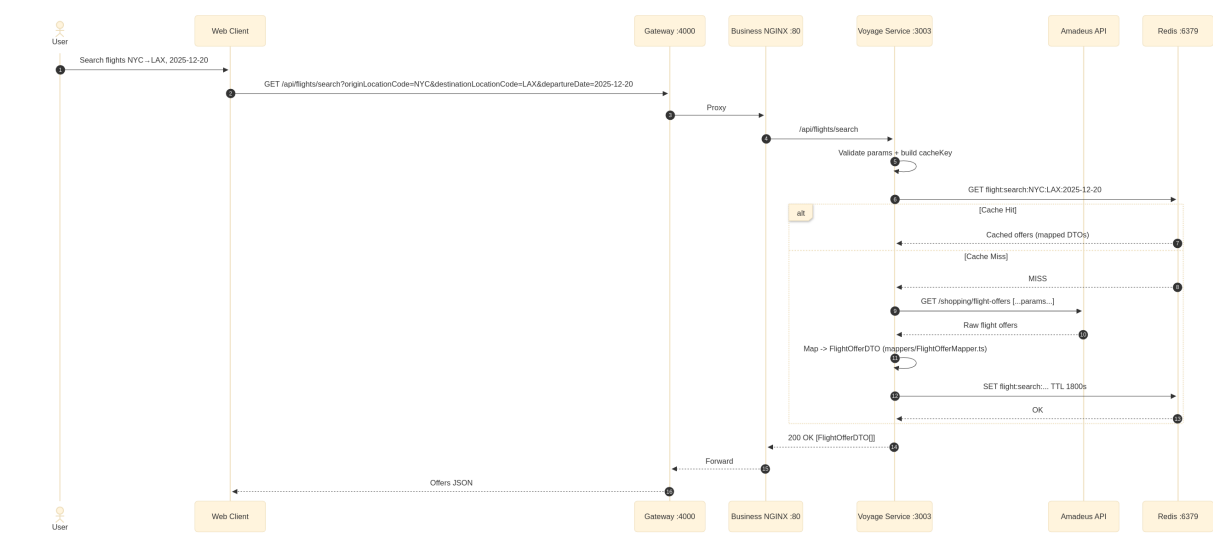 User
Web Client
Gateway :4000
Business NGINX :80
Voyage Service :3003
Amadeus API
Redis :6379
1
Search flights NYC→LAX, 2025-12-20
2
GET /api/flights/search?originLocationCode=NYC&destinationLocationCode=LAX&departureDate=2025-12-20
3
Proxy
4
/api/flights/search
Validate params + build cacheKey
5
GET flight:search:NYC:LAX:2025-12-20
6
alt
[Cache Hit]
Cached offers (mapped DTOs)
7
[Cache Miss]
MISS
8
GET /shopping/flight-offers [...params...]
9
Raw flight offers
10
Map -> FlightOfferDTO (mappers/FlightOfferMapper.ts)
11
SET flight:search:... TTL 1800s
12
OK
13
200 OK [FlightOfferDTO[]]
14
Forward
15
Offers JSON
16
User
Web Client
Gateway :4000
Business NGINX :80
Voyage Service :3003
Amadeus API
Redis :6379